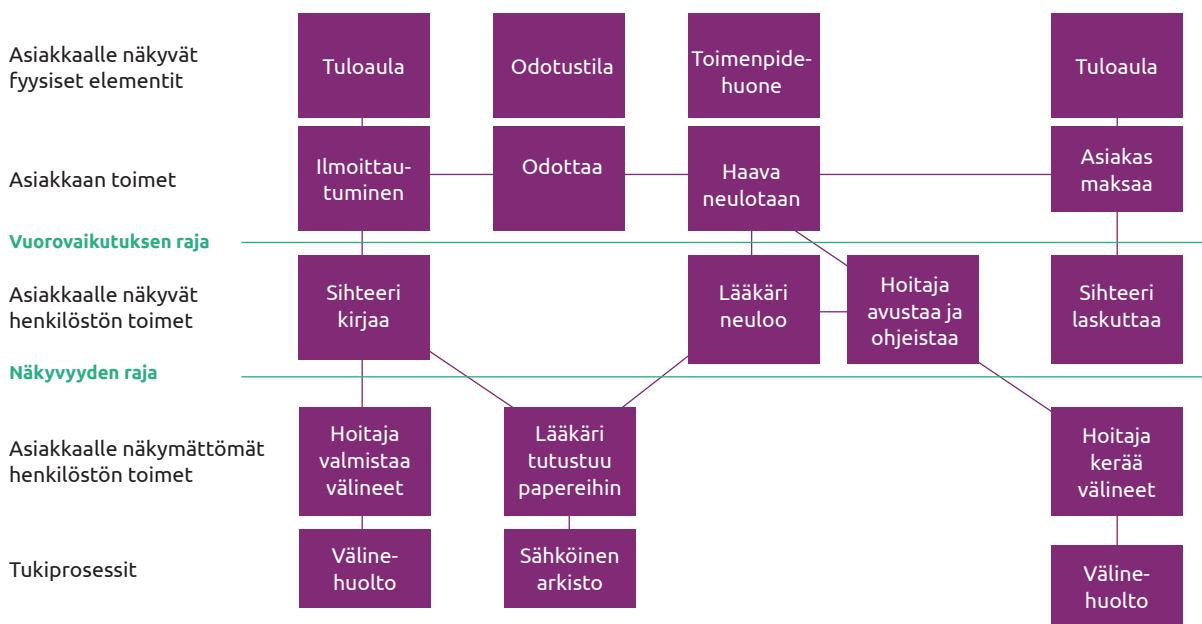 Asiakkaalle näkyvät
fyysiset elementit
Tuloaula
Odotustila
Toimenpide-
huone
Tuloaula
Asiakkaan toimet
Ilmoittau-
tuminen
Odottaa
Haava
neulotaan
Asiakas
maksaa
Vuorovaikutuksen raja
Asiakkaalle näkyvät
henkilöstön toimet
Sihteeri
kirjaa
Lääkäri
neuloo
Hoitaja
avustaa ja
ohjeistaa
Sihteeri
laskuttaa
Näkyvyyden raja
Asiakkaalle näkymättömät
henkilöstön toimet
Hoitaja
valmistaa
välineet
Lääkäri
tutustuu
papereihin
Hoitaja
kerää
välineet
Tukiprosessit
Väline-
huolto
Sähköinen
arkisto
Väline-
huolto